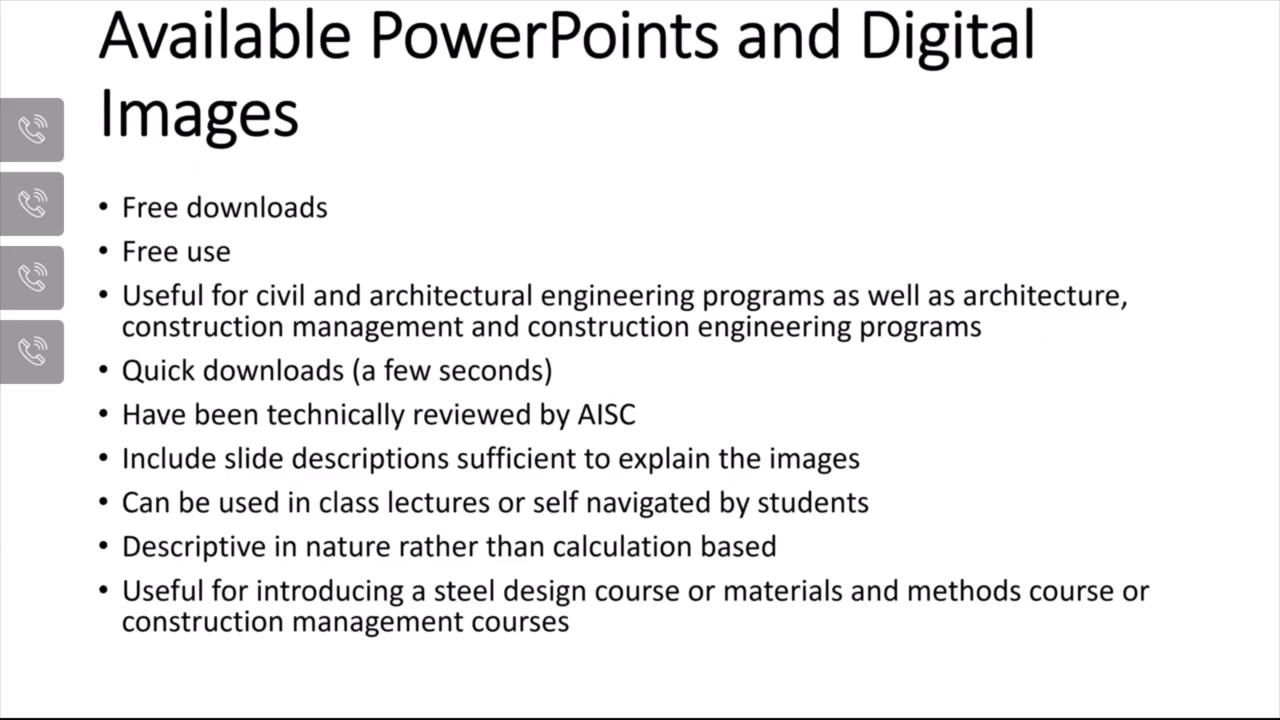 Available PowerPoints and Digital
Images
• Free downloads
• Free use
• Useful for civil and architectural engineering programs as well as architecture,
construction management and construction engineering programs
• Quick downloads (a few seconds)
• Have been technically reviewed by AISC
• Include slide descriptions sufficient to explain the images
• Can be used in class lectures or self navigated by students
• Descriptive in nature rather than calculation based
• Useful for introducing a steel design course or materials and methods course or
construction management courses